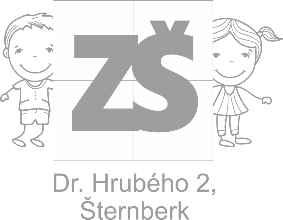 ZŠ
Dr. Hrubého 2,
Šternberk